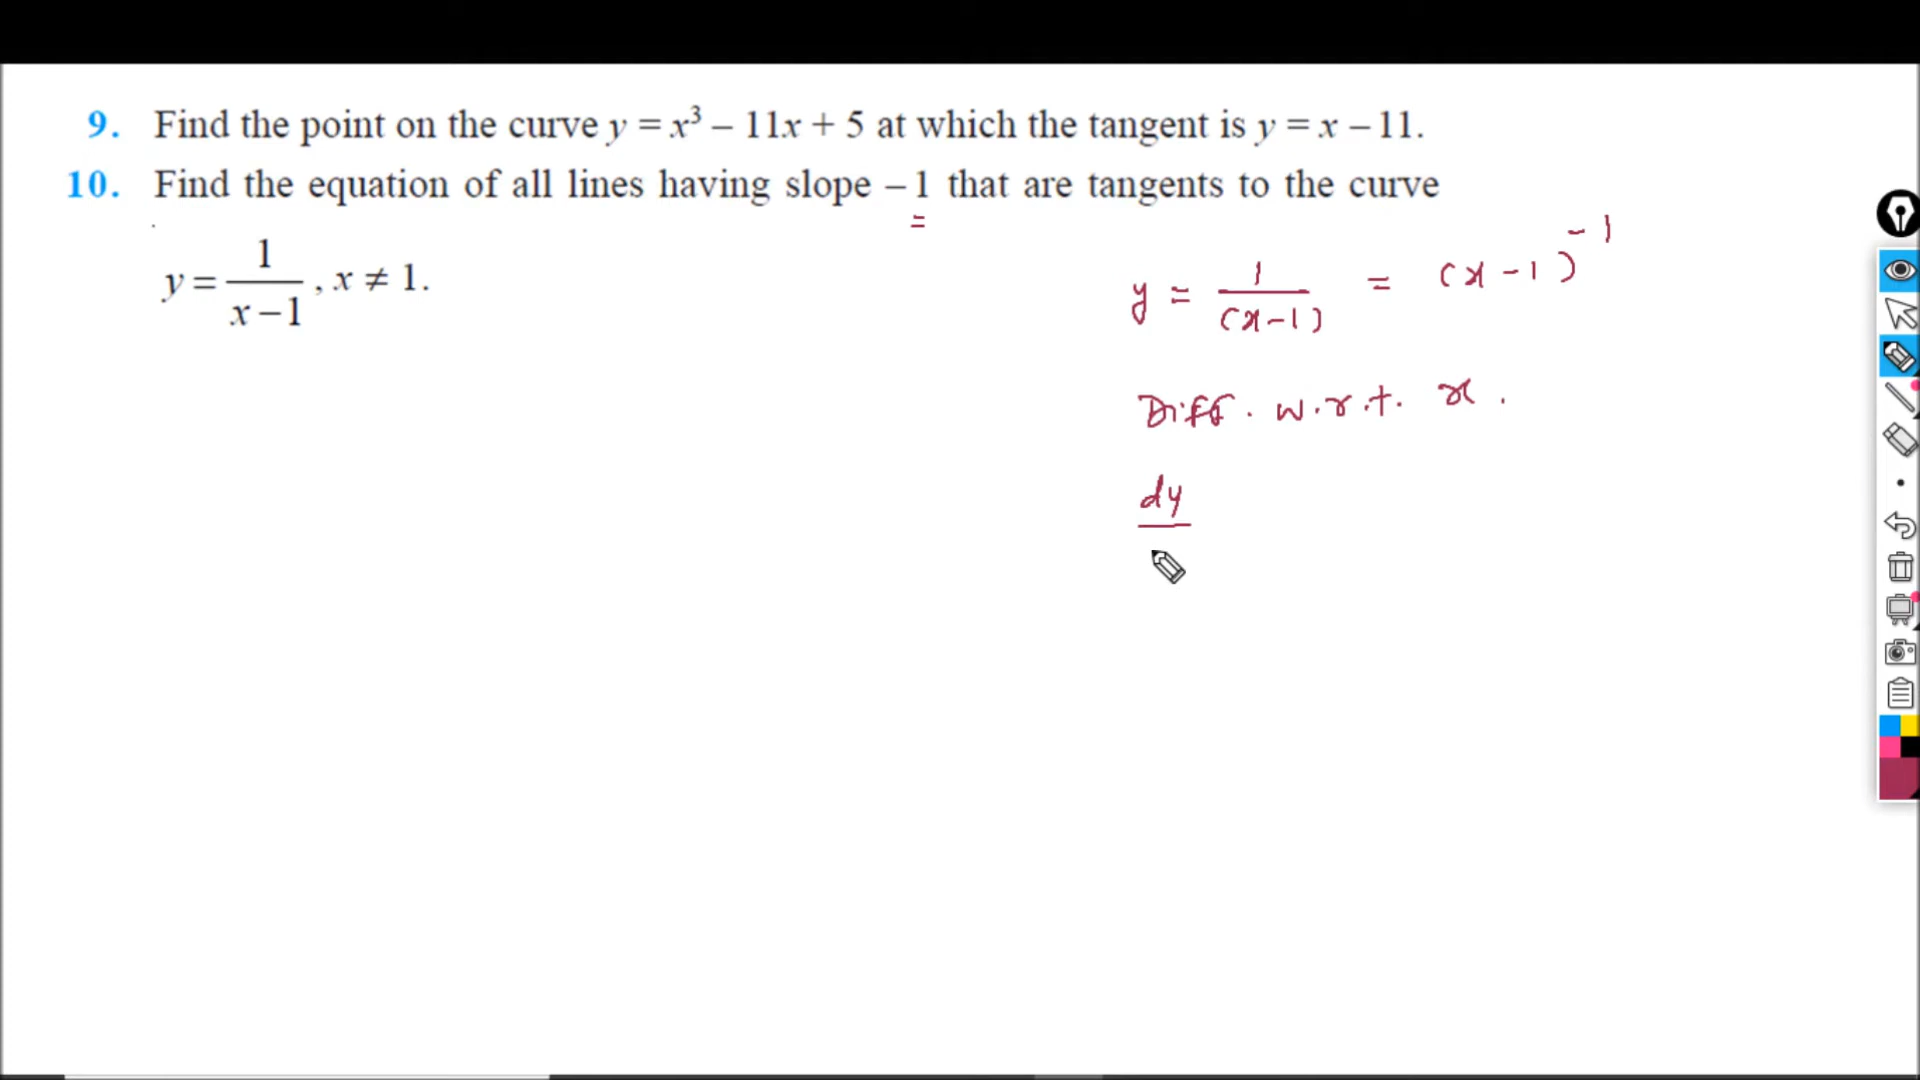 9. Find the point on the curve y = x³ – 11x + 5 at which the tangent is y = x – 11.
10. Find the equation of all lines having slope – 1 that are tangents to the curve
=
y = 1/(x – 1), x ≠ 1.
y = 1/(x-1) = (x-1)^-1
Diff. w.r.t. x.
dy